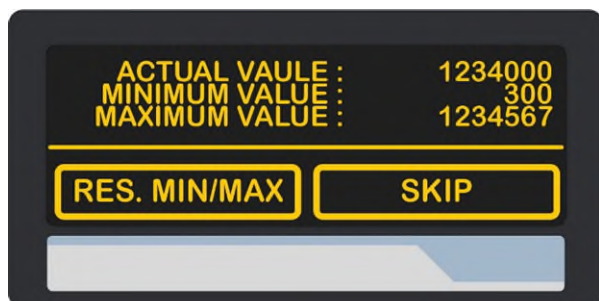 ACTUAL VAULE : 1234000
MINIMUM VALUE : 300
MAXIMUM VALUE : 1234567
RES. MIN/MAX SKIP